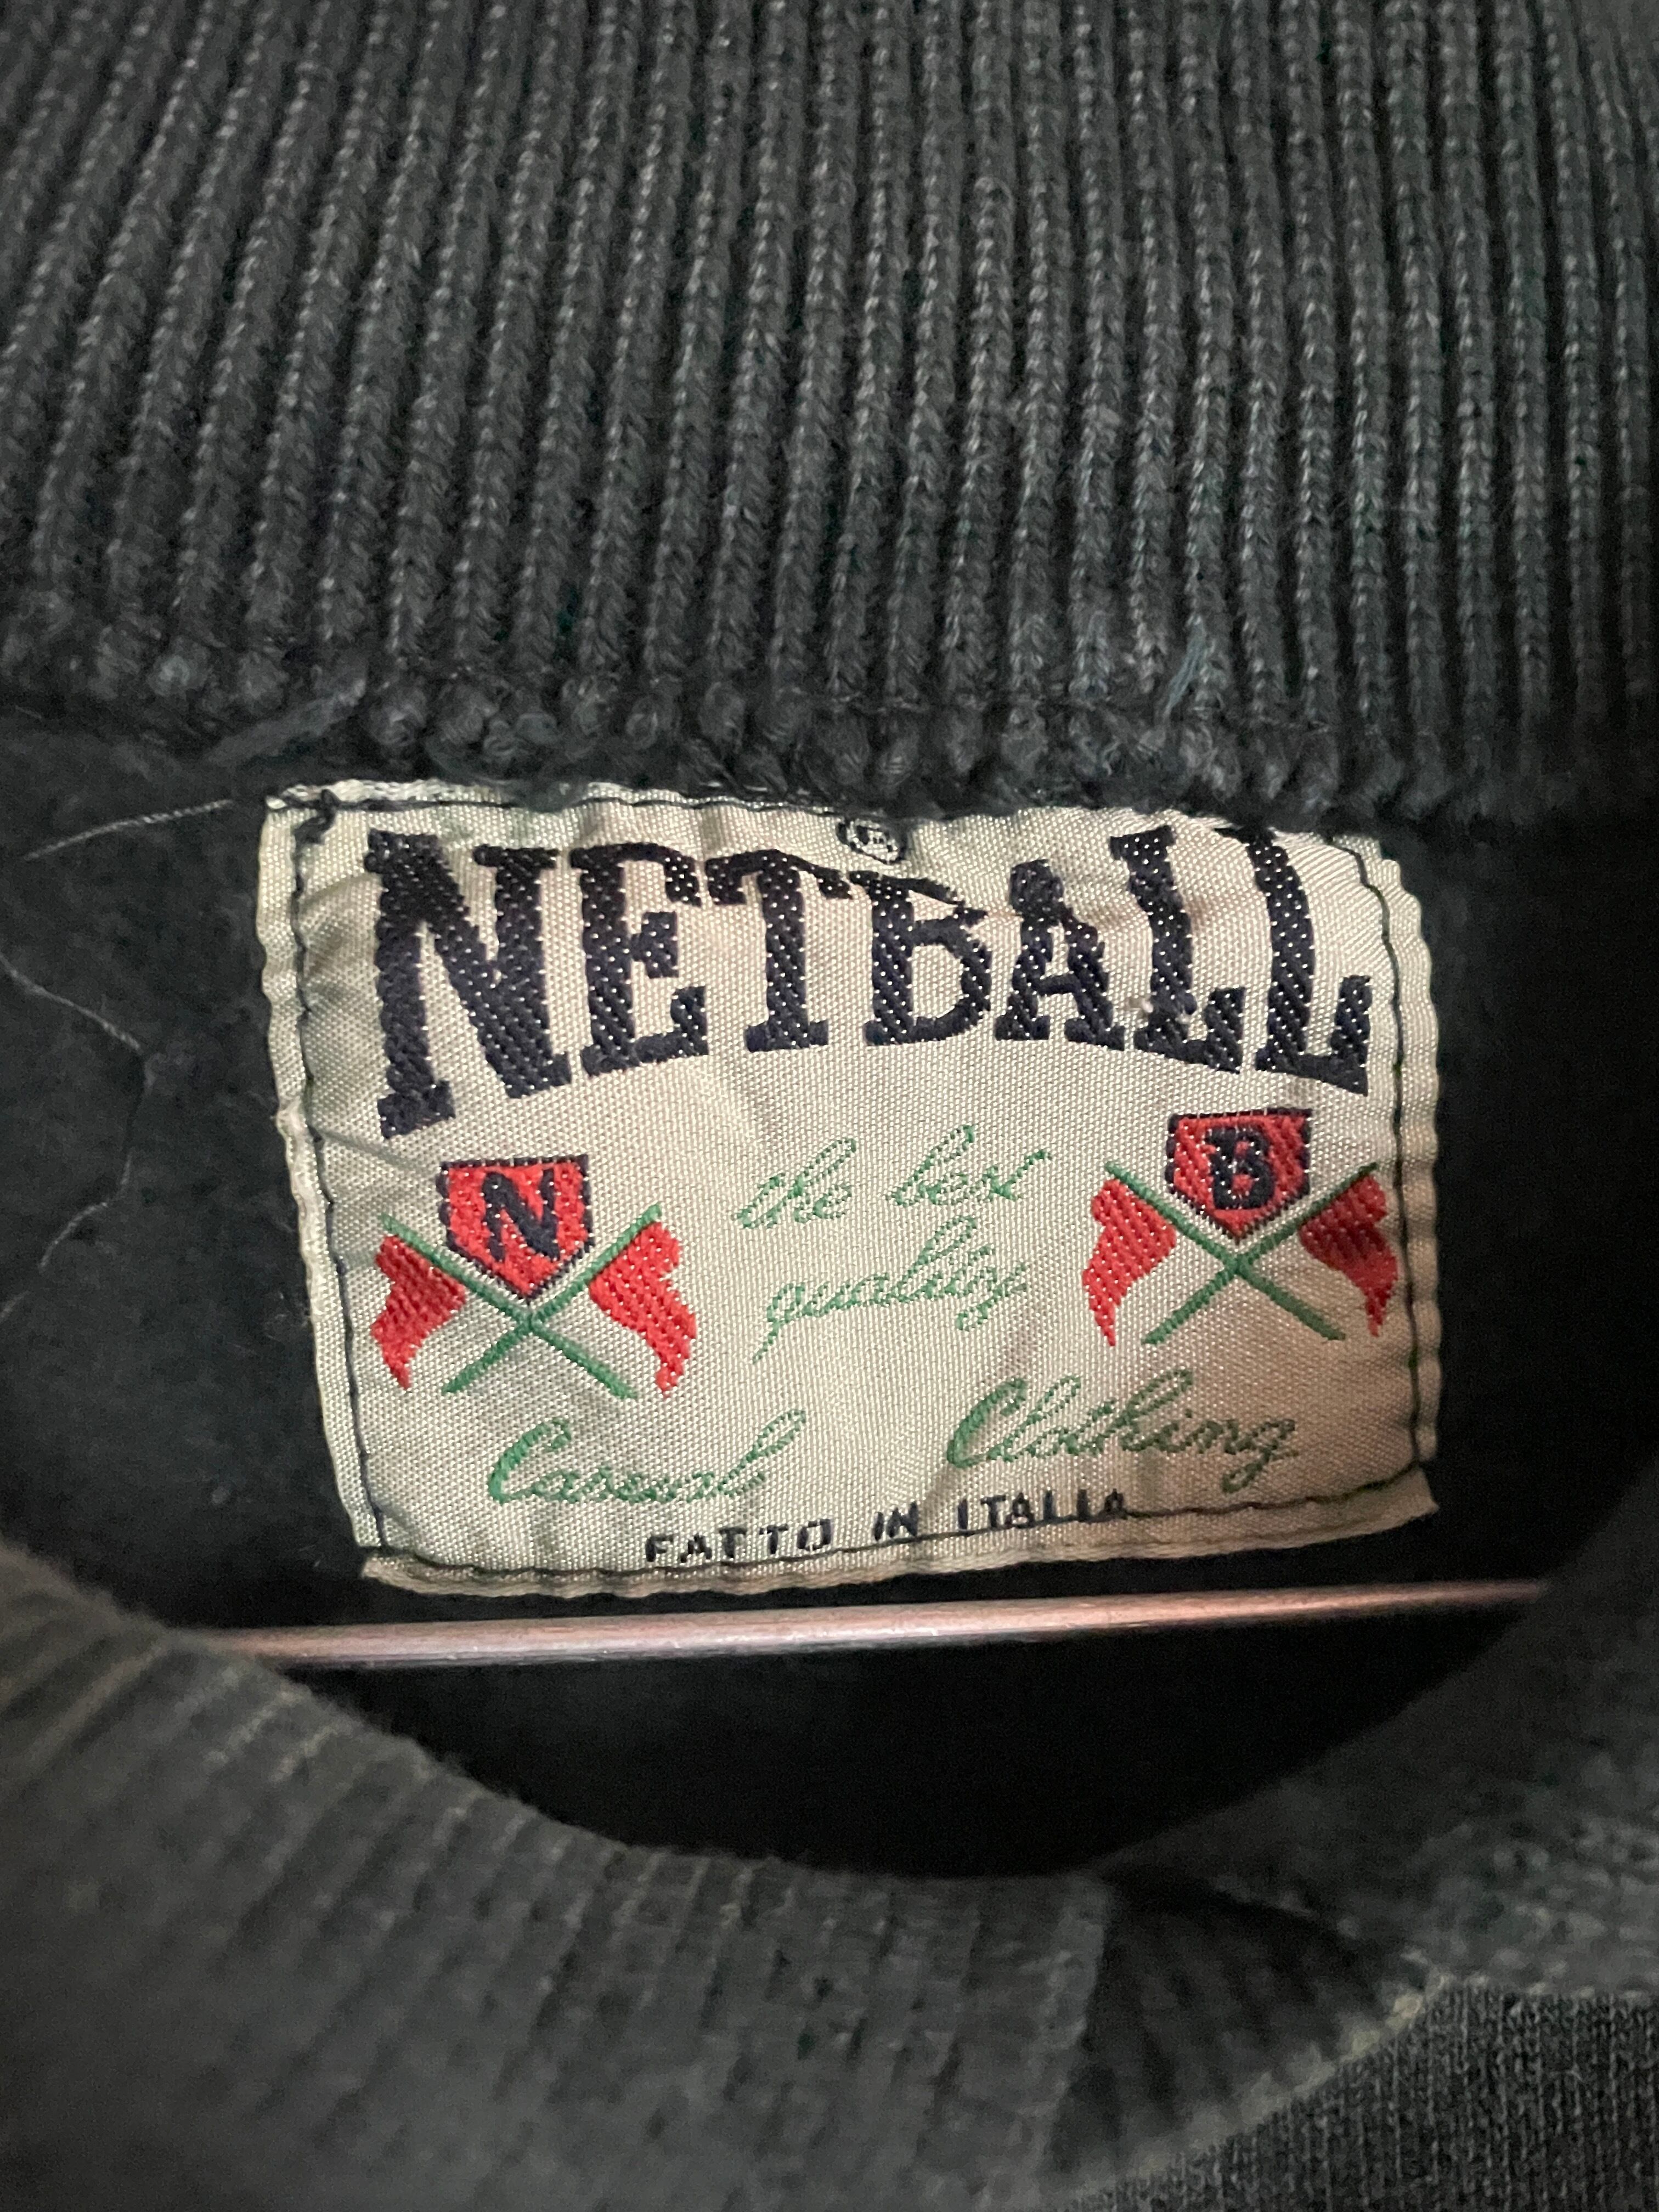 NETBALL ®
N
B
the best
quality
Casual Clothing
FATTO IN ITALIA